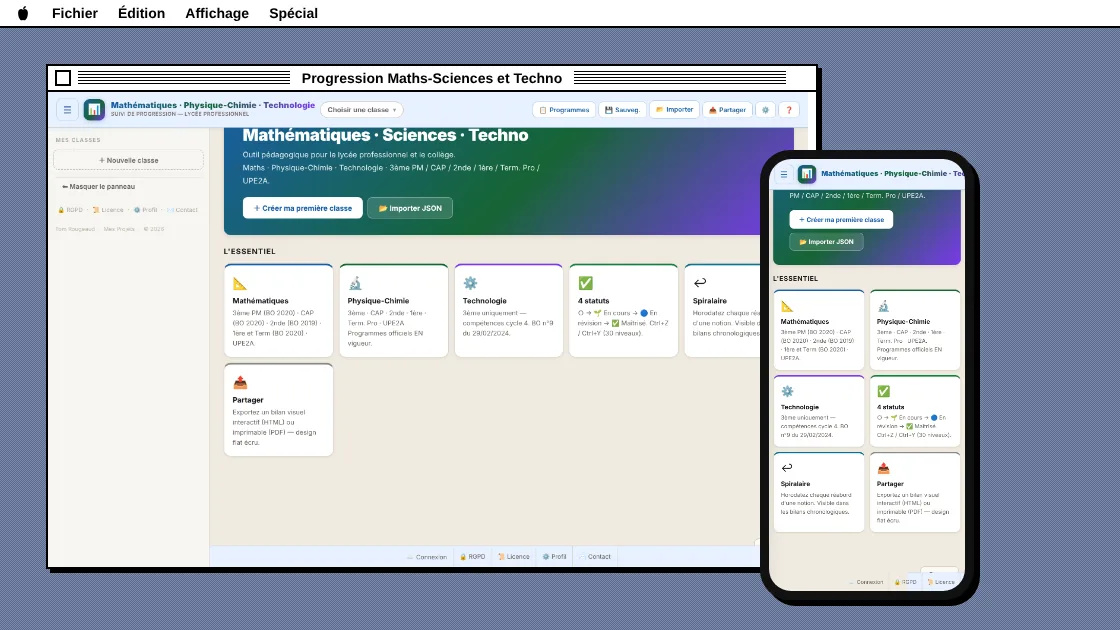 Fichier Édition Affichage Spécial
Progression Maths-Sciences et Techno
Mathématiques · Physique-Chimie · Technologie
SUIVI DE PROGRESSION — LYCÉE PROFESSIONNEL
Choisir une classe
Programmes
Sauveg.
Importer
Partager
MES CLASSES
+ Nouvelle classe
⬅ Masquer le panneau
RGPD · Licence · Profil · Contact
© 2026
Mathématiques · Sciences · Techno
Outil pédagogique pour le lycée professionnel et le collège.
Maths · Physique-Chimie · Technologie · 3ème PM / CAP / 2nde / 1ère / Term. Pro /
UPE2A.
+ Créer ma première classe
Importer JSON
L'ESSENTIEL
Mathématiques
3ème PM (BO 2020) · CAP
(BO 2020) · 2nde (BO 2019) ·
1ère et Term (BO 2020) ·
UPE2A.
Physique-Chimie
3ème · CAP · 2nde · 1ère ·
Term. Pro · UPE2A.
Programmes officiels EN
vigueur.
Technologie
3ème uniquement —
compétences cycle 4. BO n°9
du 29/02/2024.
4 statuts
○ → 🌱 En cours → 🔵 En
révision → ✅ Maîtrisé. Ctrl+Z
/ Ctrl+Y (30 niveaux).
Spiralaire
Horodatez chaque réa
d'une notion. Visible d
bilans chronologiques
Partager
Exportez un bilan visuel
interactif (HTML) ou
imprimable (PDF) — design
flat écru.
Connexion
RGPD
Licence
Profil
Contact
Mathématiques · Physique-Chimie · Tec
PM / CAP / 2nde / 1ère / Term. Pro / UPE2A.
+ Créer ma première classe
Importer JSON
L'ESSENTIEL
Mathématiques
3ème PM (BO 2020) · CAP
(BO 2020) · 2nde (BO 2019)
· 1ère et Term (BO 2020) ·
UPE2A.
Physique-Chimie
3ème · CAP · 2nde · 1ère ·
Term. Pro · UPE2A.
Programmes officiels EN
vigueur.
Technologie
3ème uniquement —
compétences cycle 4. BO
n°9 du 29/02/2024.
4 statuts
○ → 🌱 En cours → 🔵 En
révision → ✅ Maîtrisé.
Ctrl+Z / Ctrl+Y (30 niveaux).
Spiralaire
Horodatez chaque réabord
d'une notion. Visible dans
les bilans chronologiques.
Partager
Exportez un bilan visuel
interactif (HTML) ou
imprimable (PDF) — design
flat écru.
Connexion
RGPD
Licence